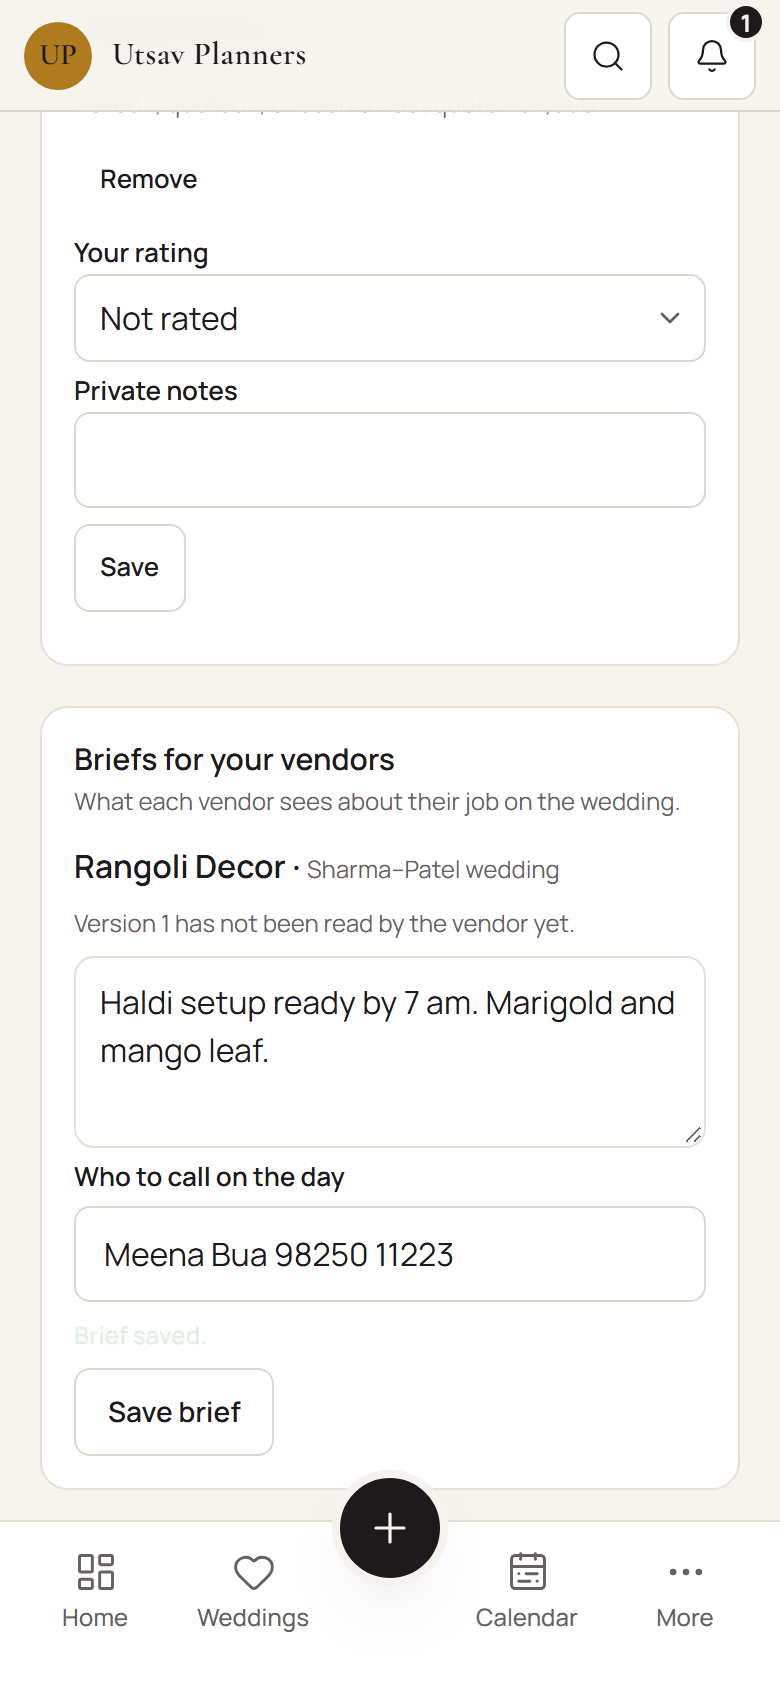 UP Utsav Planners 1
Remove
Your rating
Not rated
Private notes
Save
Briefs for your vendors
What each vendor sees about their job on the wedding.
Rangoli Decor · Sharma–Patel wedding
Version 1 has not been read by the vendor yet.
Haldi setup ready by 7 am. Marigold and
mango leaf.
Who to call on the day
Meena Bua 98250 11223
Brief saved.
Save brief
Home Weddings Calendar More